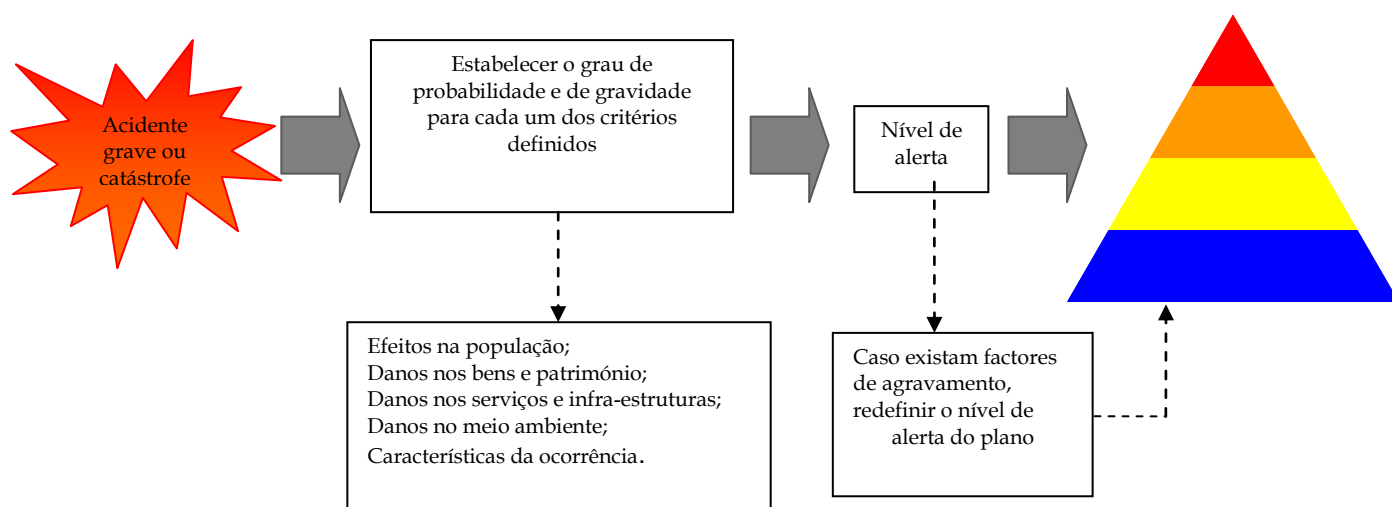 Acidente
grave ou
catástrofe
Estabelecer o grau de
probabilidade e de gravidade
para cada um dos critérios
definidos
Nível de
alerta
Efeitos na população;
Danos nos bens e património;
Danos nos serviços e infra-estruturas;
Danos no meio ambiente;
Características da ocorrência.
Caso existam factores
de agravamento,
redefinir o nível de
alerta do plano